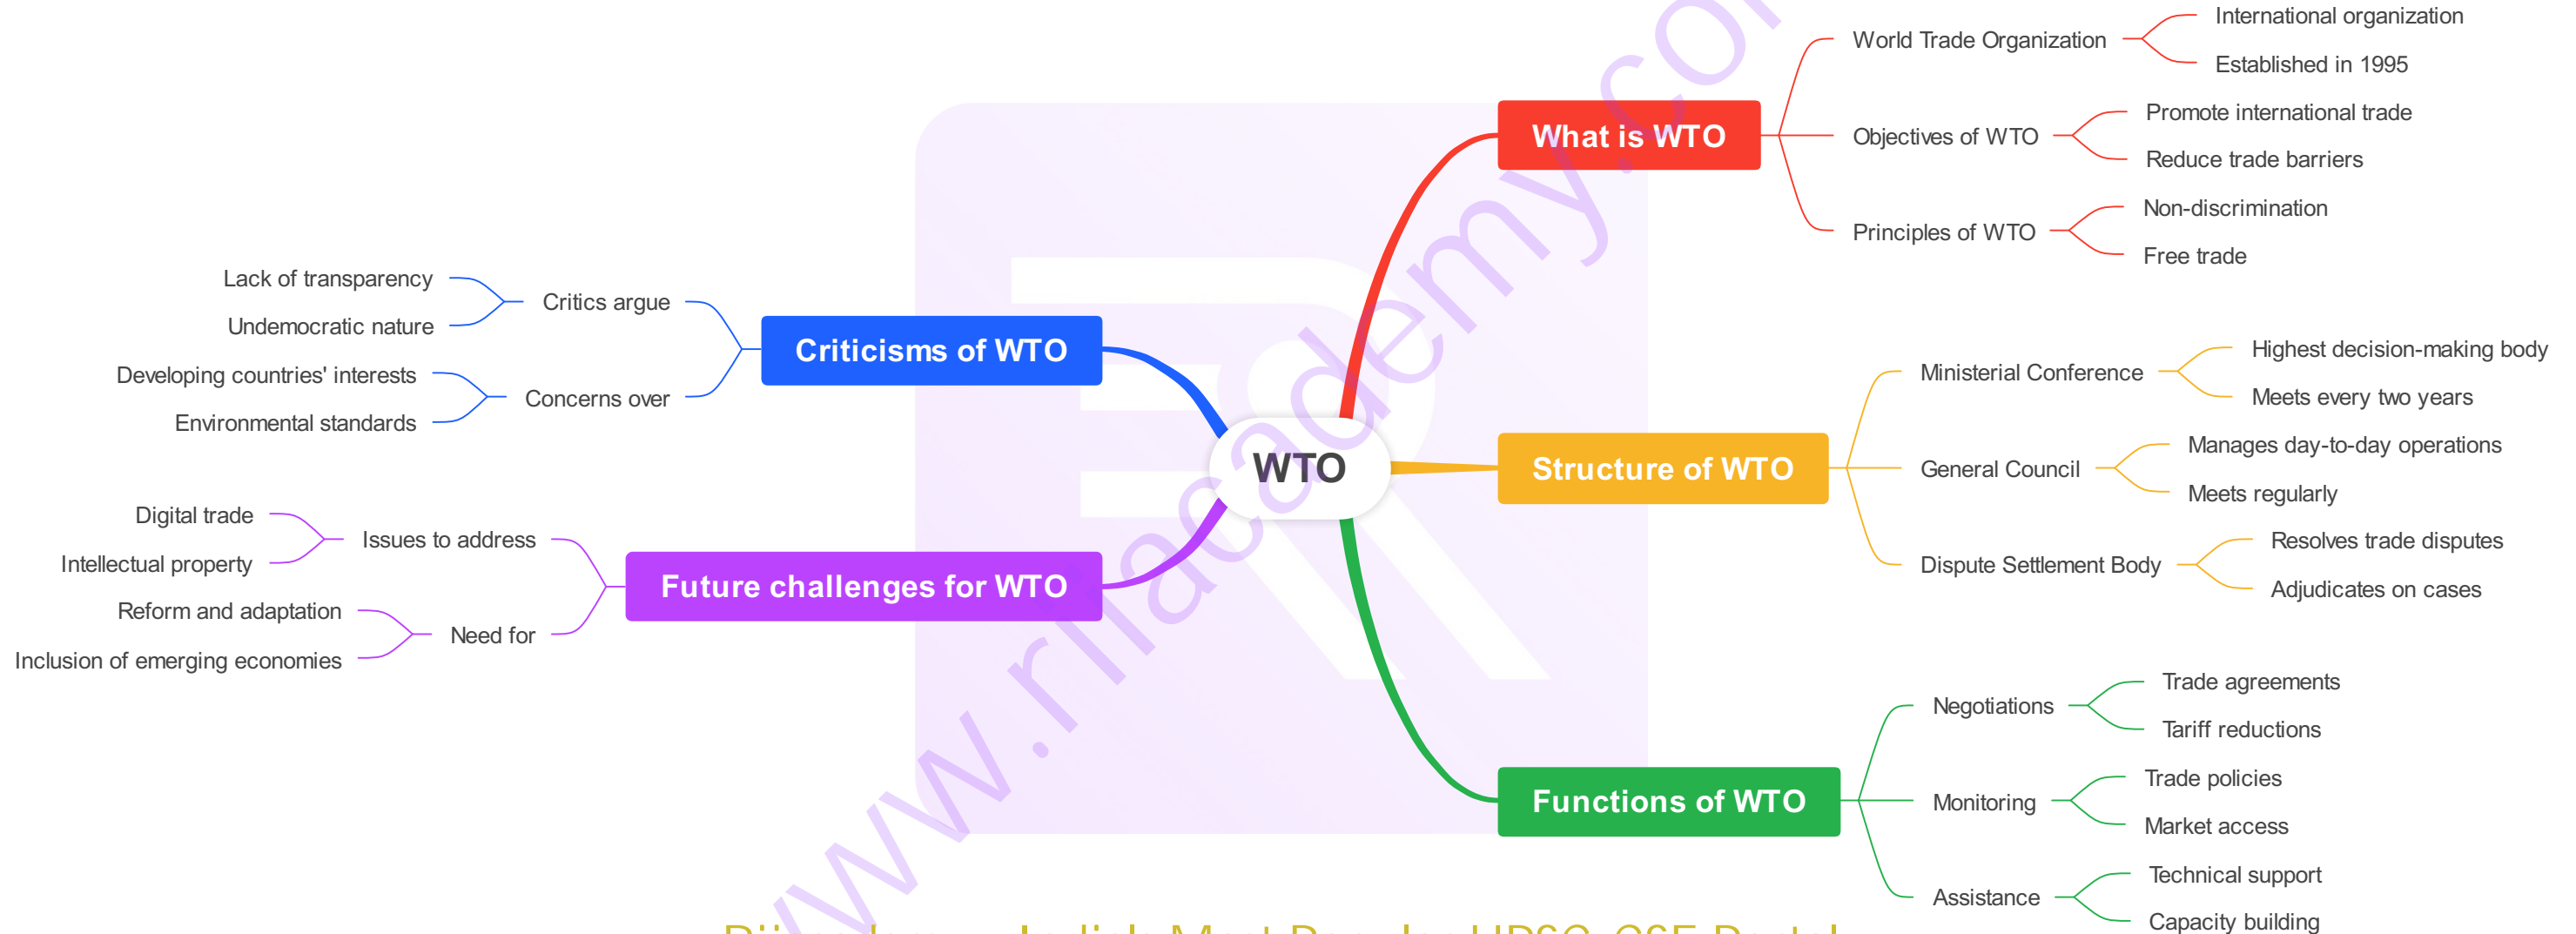 WTO
What is WTO
World Trade Organization
International organization
Established in 1995
Objectives of WTO
Promote international trade
Reduce trade barriers
Principles of WTO
Non-discrimination
Free trade
Structure of WTO
Ministerial Conference
Highest decision-making body
Meets every two years
General Council
Manages day-to-day operations
Meets regularly
Dispute Settlement Body
Resolves trade disputes
Adjudicates on cases
Functions of WTO
Negotiations
Trade agreements
Tariff reductions
Monitoring
Trade policies
Market access
Assistance
Technical support
Capacity building
Criticisms of WTO
Critics argue
Lack of transparency
Undemocratic nature
Concerns over
Developing countries' interests
Environmental standards
Future challenges for WTO
Issues to address
Digital trade
Intellectual property
Need for
Reform and adaptation
Inclusion of emerging economies
Most Popular UPSC CSE Portal